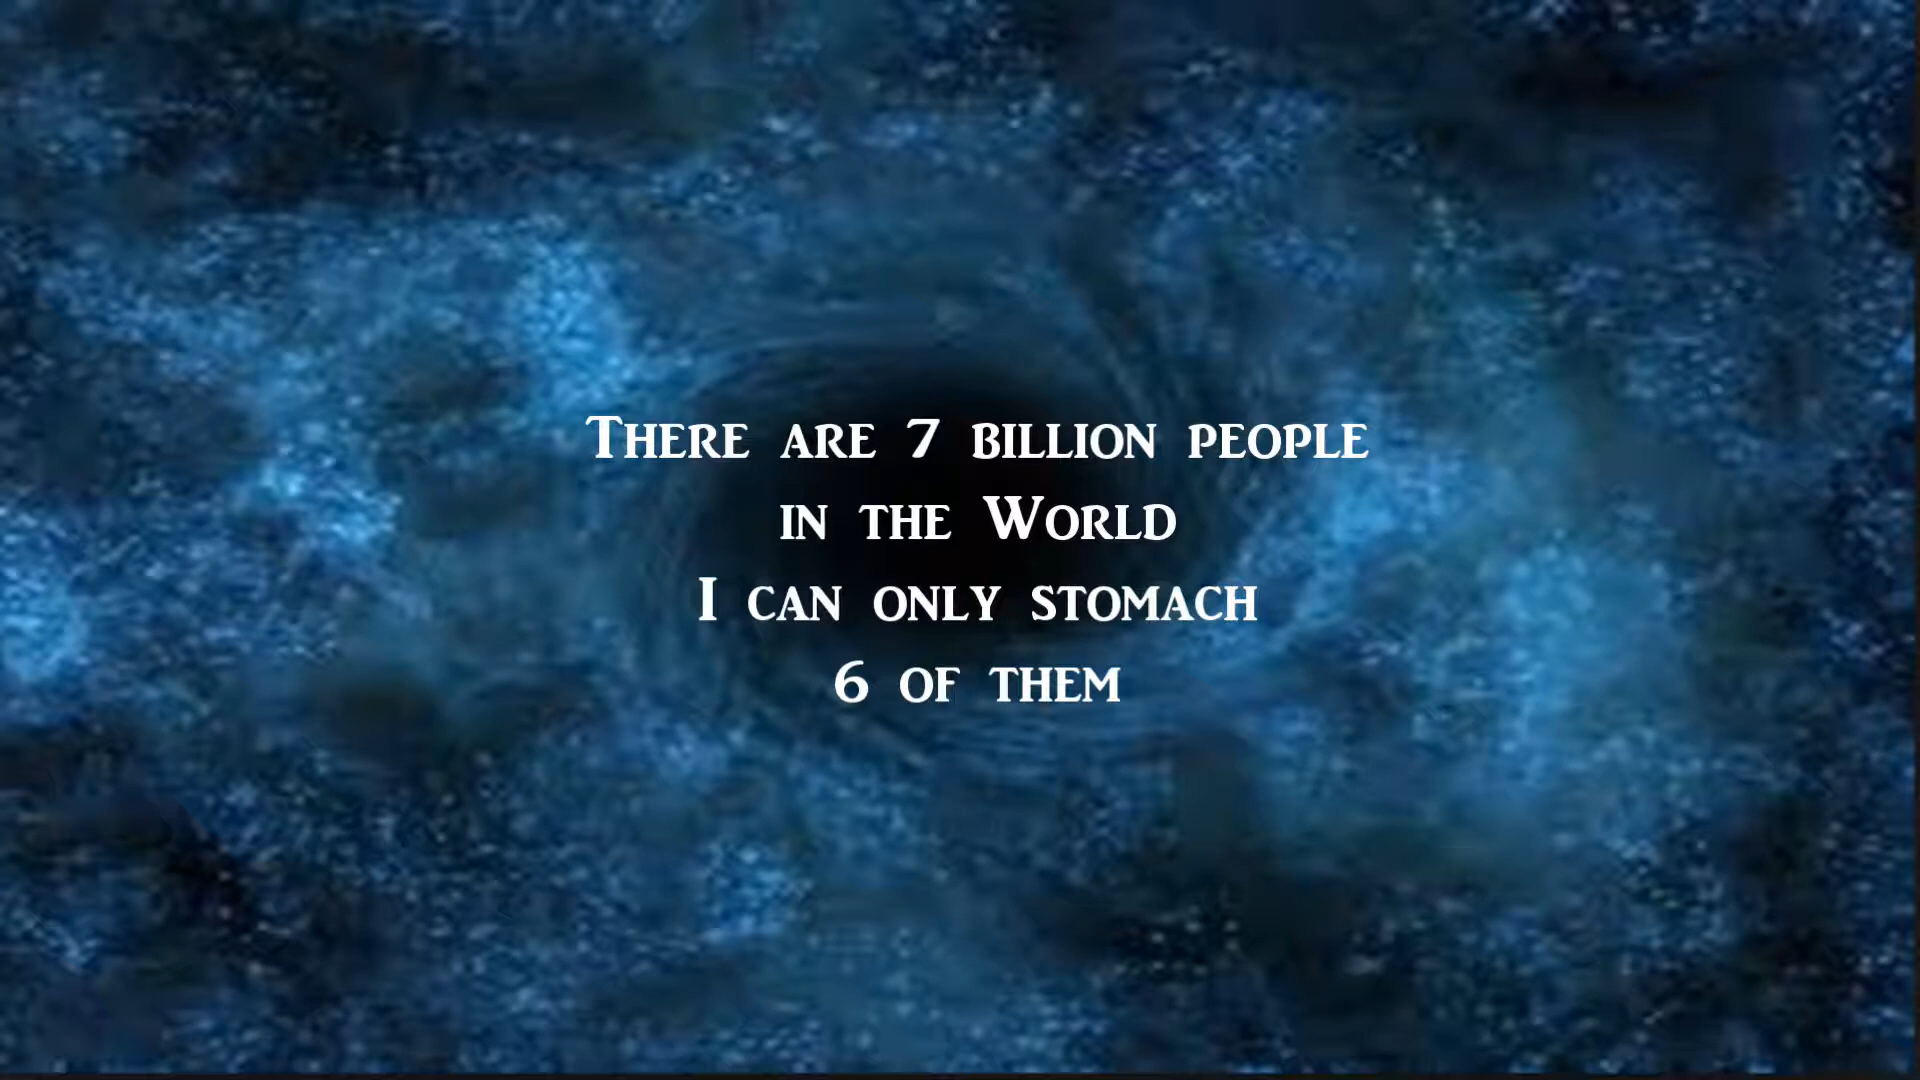 There are 7 billion people
in the World
I can only stomach
6 of them